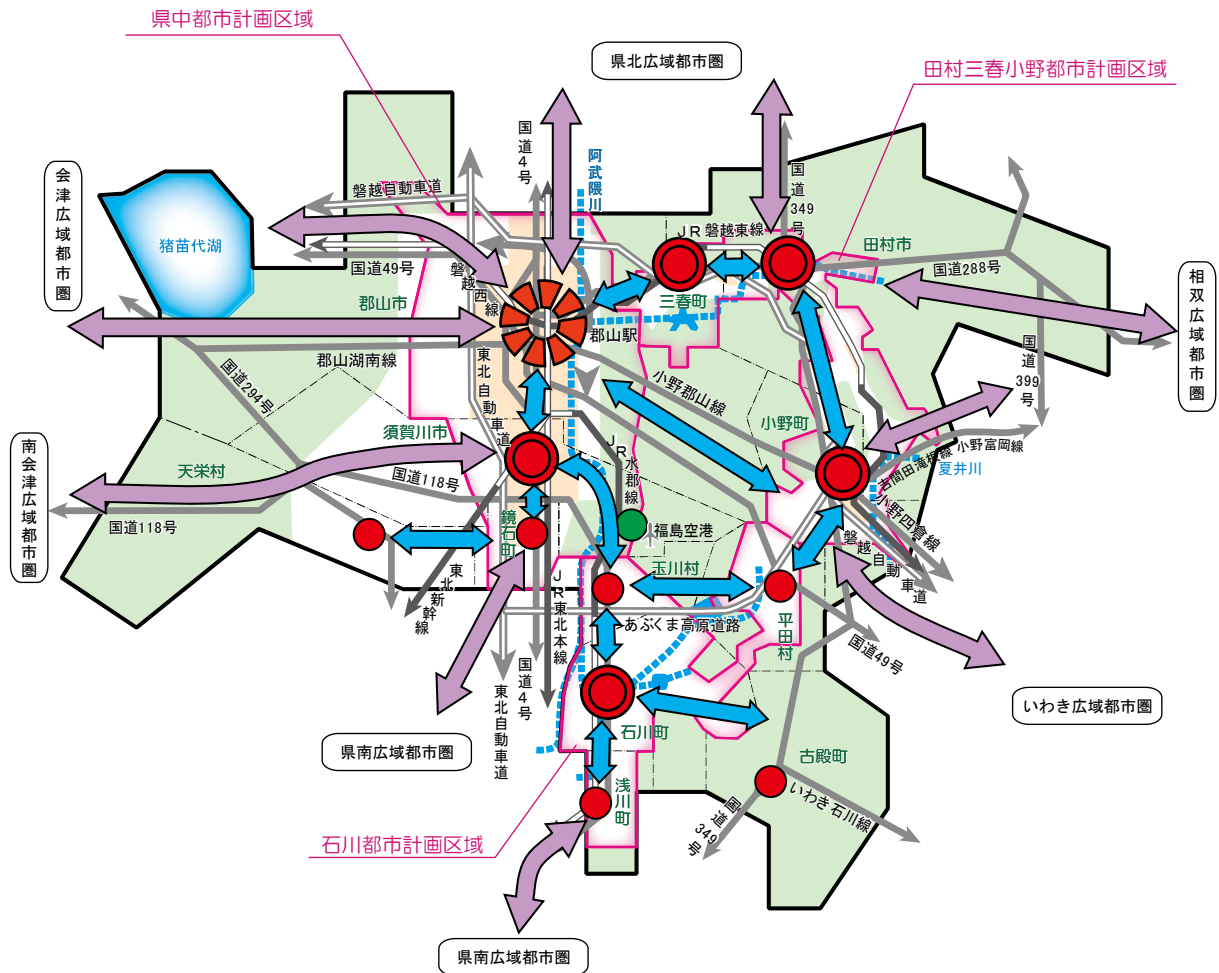 県中都市計画区域
県北広域都市圏
田村三春小野都市計画区域
国道4号
阿武隈川
国道349号
会津広域都市圏
磐越自動車道
猪苗代湖
JR磐越東線
田村市
国道49号
国道288号
磐越西線
郡山市
三春町
相双広域都市圏
郡山駅
郡山湖南線
東北自動車道
国道399号
小野郡山線
国道294号
小野町
須賀川市
JR水郡線
小野富岡線
吉間田滝根線
夏井川
南会津広域都市圏
天栄村
国道118号
小野四倉線
国道118号
鏡石町
福島空港
磐越自動車道
玉川村
東北新幹線
JR東北本線
あぶくま高原道路
平田村
国道49号
国道4号
東北自動車道
いわき広域都市圏
石川町
県南広域都市圏
古殿町
浅川町
いわき石川線
国道349号
石川都市計画区域
県南広域都市圏